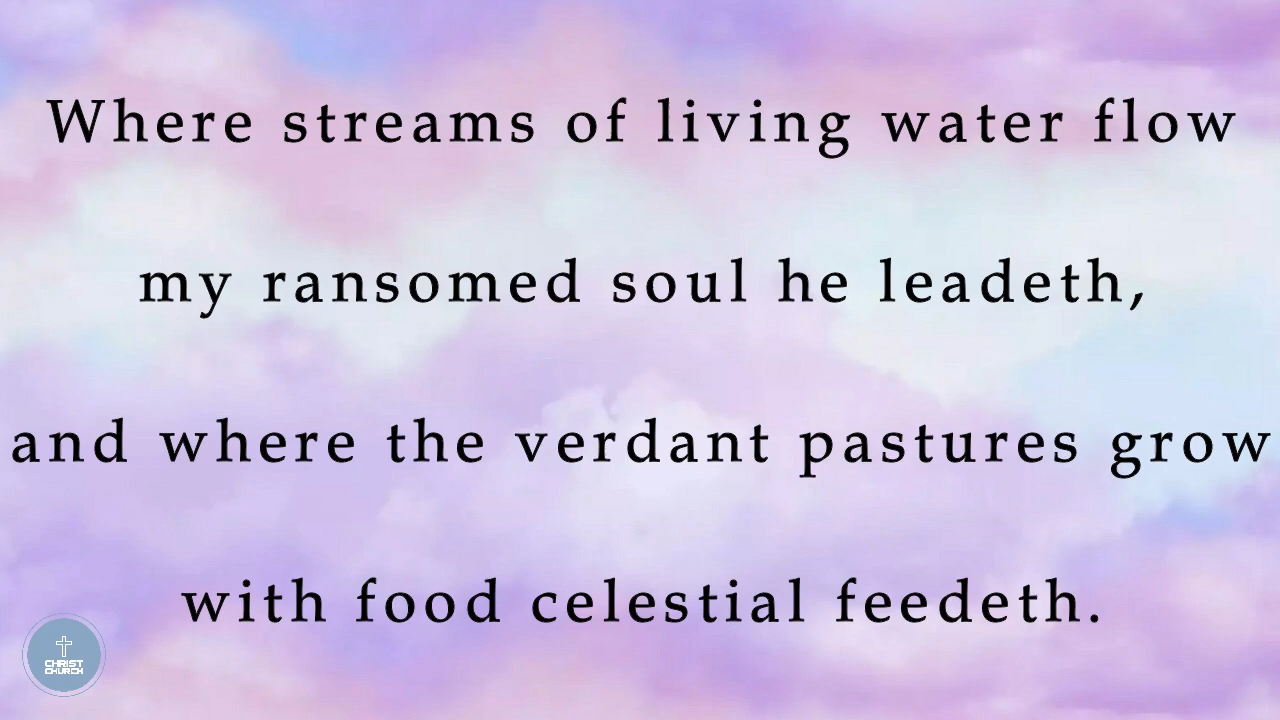 Where streams of living water flow
my ransomed soul he leadeth,
and where the verdant pastures grow
with food celestial feedeth.
CHRIST
CHURCH